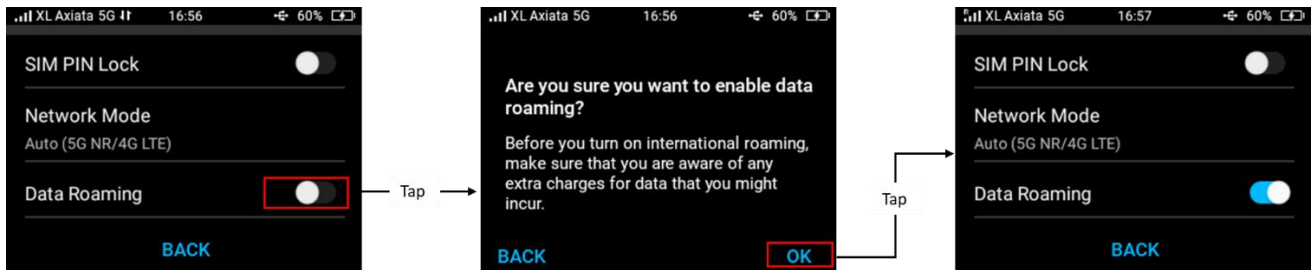 XL Axiata 5G 16:56 60%
SIM PIN Lock
Network Mode
Auto (5G NR/4G LTE)
Data Roaming
BACK
Tap
XL Axiata 5G 16:56 60%
Are you sure you want to enable data
roaming?
Before you turn on international roaming,
make sure that you are aware of any
extra charges for data that you might
incur.
BACK OK
Tap
R XL Axiata 5G 16:57 60%
SIM PIN Lock
Network Mode
Auto (5G NR/4G LTE)
Data Roaming
BACK